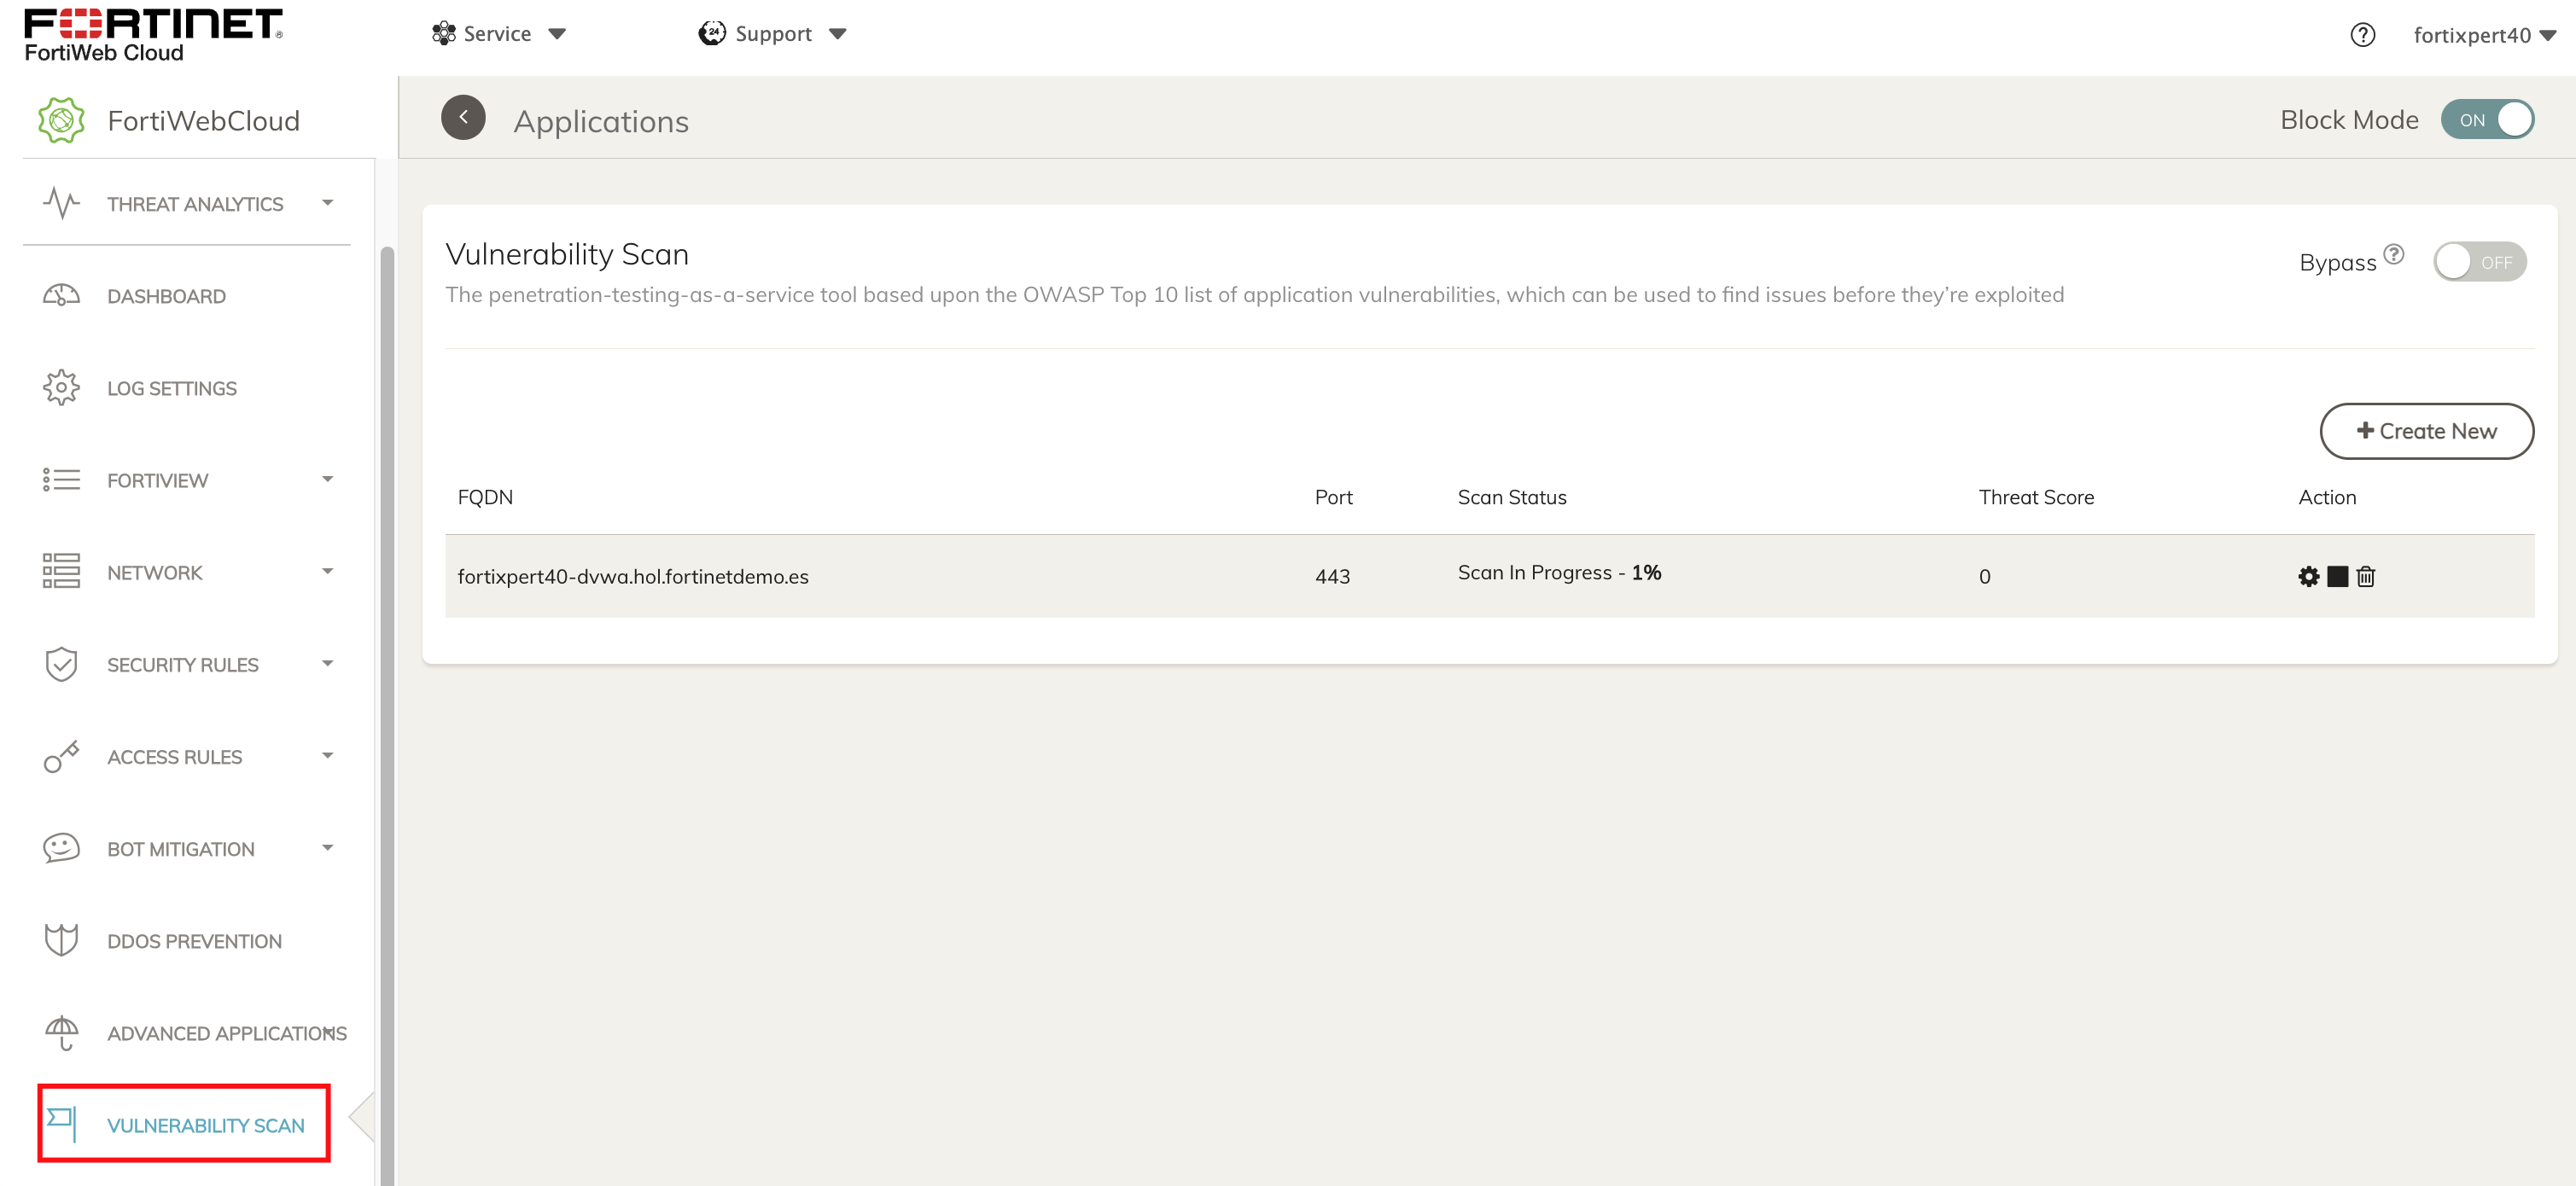 FORTINET
FortiWeb Cloud
Service
24
Support
fortixpert40
FortiWebCloud
Applications
Block Mode
ON
THREAT ANALYTICS
DASHBOARD
LOG SETTINGS
FORTIVIEW
NETWORK
SECURITY RULES
ACCESS RULES
BOT MITIGATION
DDOS PREVENTION
ADVANCED APPLICATIONS
VULNERABILITY SCAN
Vulnerability Scan
Bypass ?
OFF
The penetration-testing-as-a-service tool based upon the OWASP Top 10 list of application vulnerabilities, which can be used to find issues before they’re exploited
+ Create New
FQDN Port Scan Status Threat Score Action
fortixpert40-dvwa.hol.fortinetdemo.es 443 Scan In Progress - 1% 0